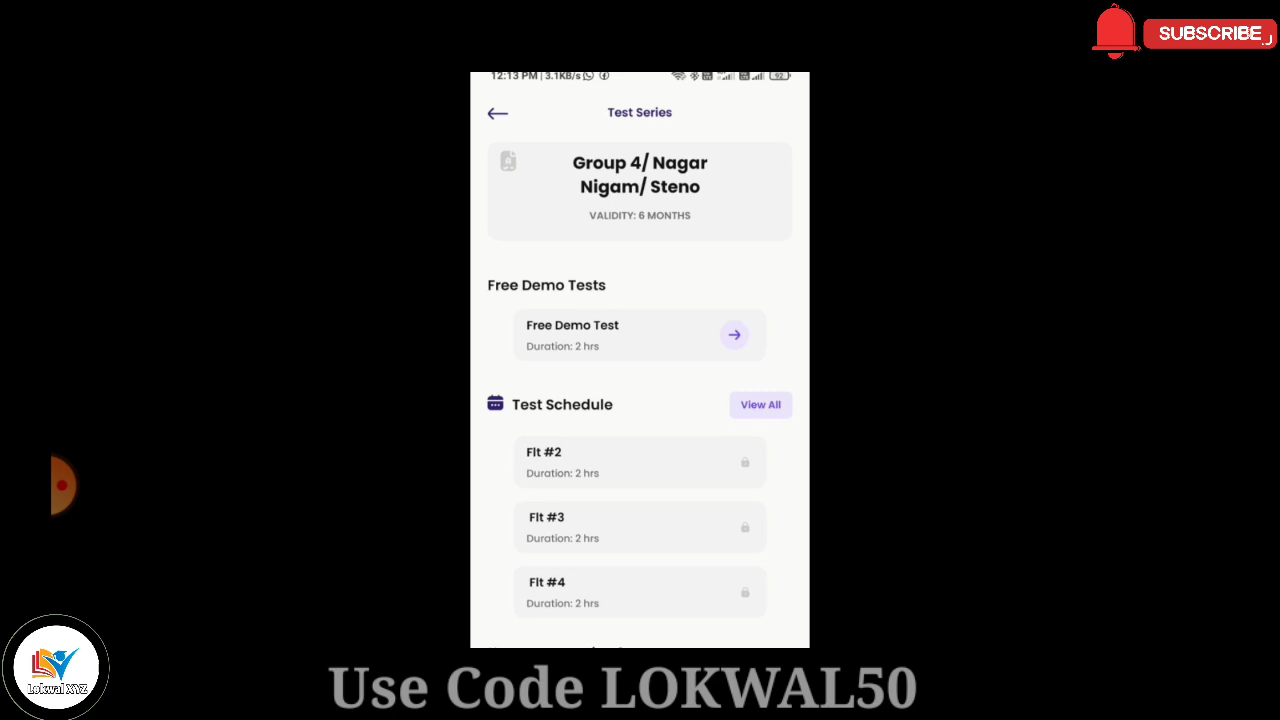 SUBSCRIBE
12:13 PM | 3.1KB/s
92
Test Series
Group 4/ Nagar
Nigam/ Steno
VALIDITY: 6 MONTHS
Free Demo Tests
Free Demo Test
Duration: 2 hrs
Test Schedule
View All
Flt #2
Duration: 2 hrs
Flt #3
Duration: 2 hrs
Flt #4
Duration: 2 hrs
Lokwal XYZ
Use Code LOKWAL50